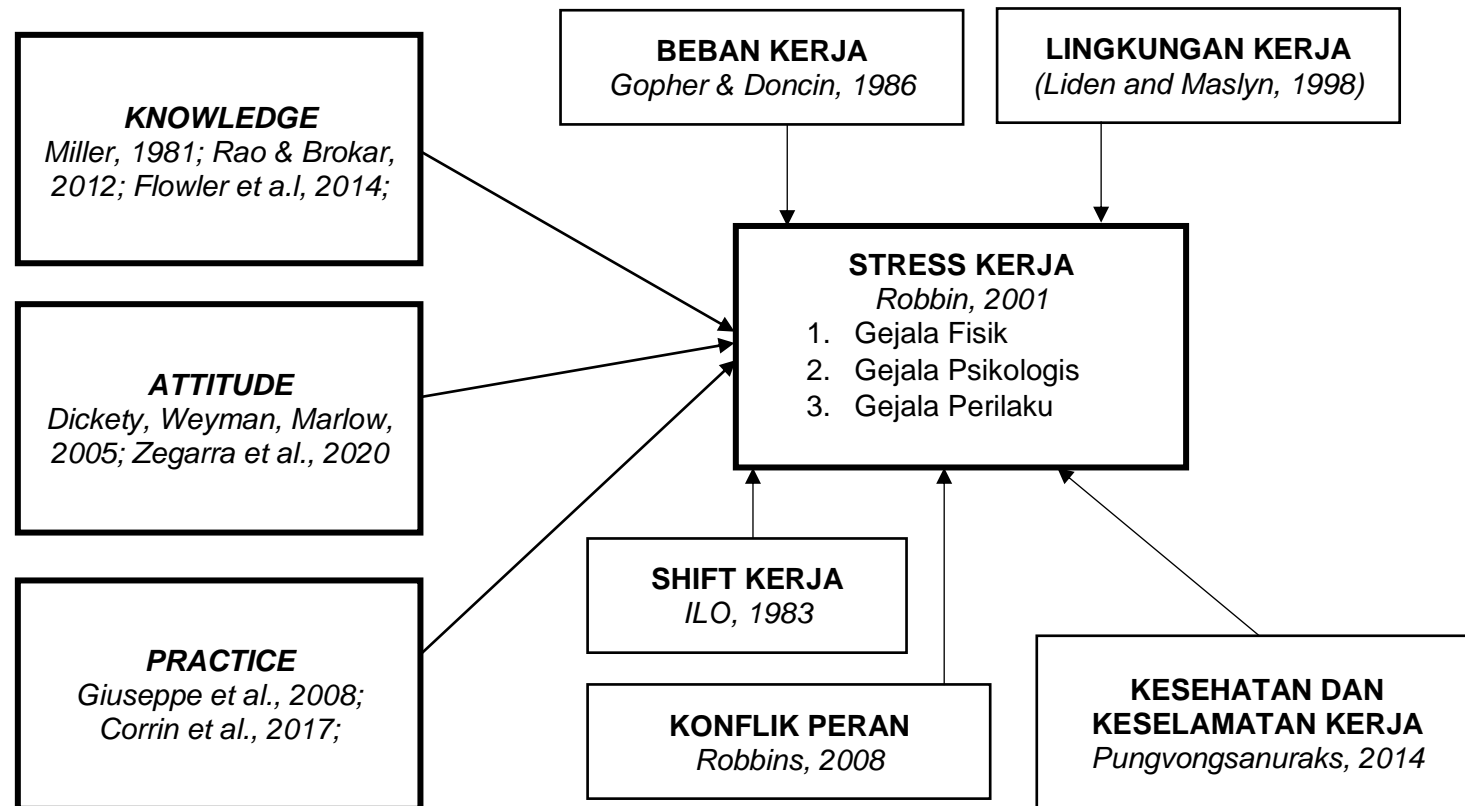 KNOWLEDGE
Miller, 1981; Rao & Brokar,
2012; Flowler et a.l, 2014;
BEBAN KERJA
Gopher & Doncin, 1986
LINGKUNGAN KERJA
(Liden and Maslyn, 1998)
ATTITUDE
Dickety, Weyman, Marlow,
2005; Zegarra et al., 2020
STRESS KERJA
Robbin, 2001
1. Gejala Fisik
2. Gejala Psikologis
3. Gejala Perilaku
PRACTICE
Giuseppe et al., 2008;
Corrin et al., 2017;
SHIFT KERJA
ILO, 1983
KONFLIK PERAN
Robbins, 2008
KESEHATAN DAN
KESELAMATAN KERJA
Pungvongsanuraks, 2014